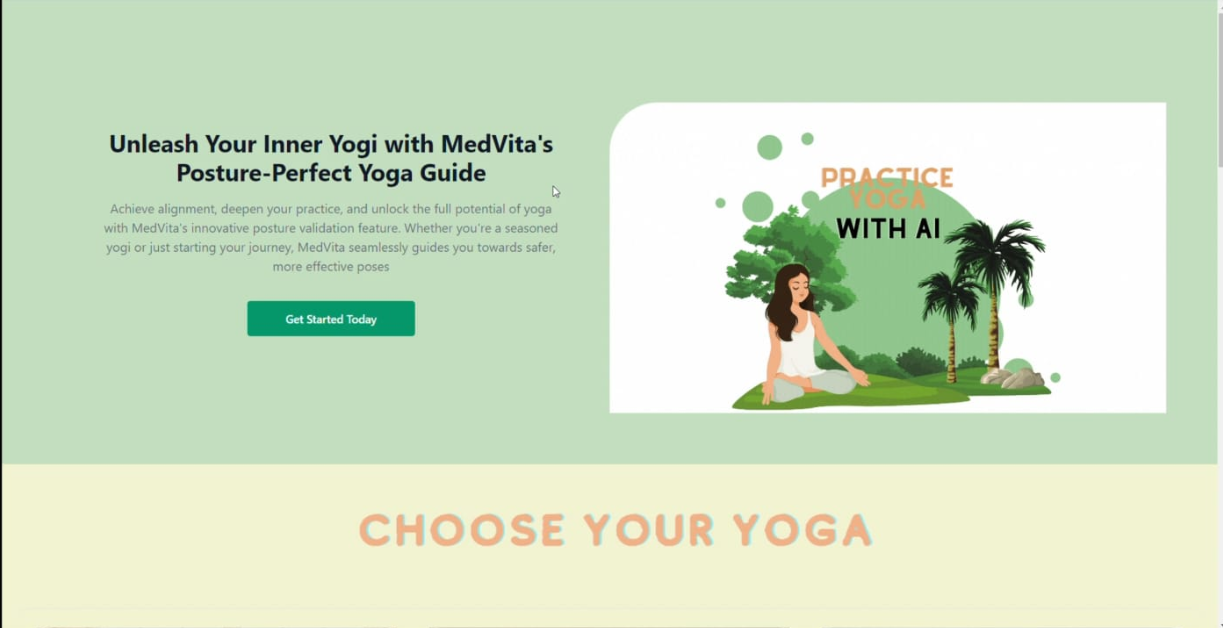 Unleash Your Inner Yogi with MedVita's
Posture-Perfect Yoga Guide
Achieve alignment, deepen your practice, and unlock the full potential of yoga
with MedVita's innovative posture validation feature. Whether you're a seasoned
yogi or just starting your journey, MedVita seamlessly guides you towards safer,
more effective poses
Get Started Today
PRACTICE
YOGA
WITH AI
CHOOSE YOUR YOGA